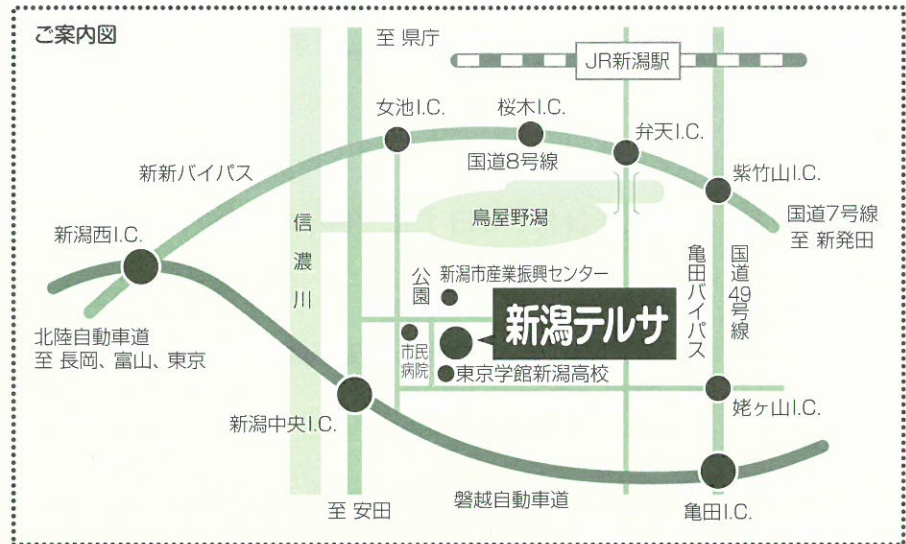 ご案内図
至 県庁
JR新潟駅
女池I.C.
桜木I.C.
弁天I.C.
国道8号線
紫竹山I.C.
新新バイパス
鳥屋野潟
国道7号線
至 新発田
新潟西I.C.
信濃川
公園
新潟市産業振興センター
亀田バイパス
国道49号線
新潟テルサ
北陸自動車道
至 長岡、富山、東京
市民
病院
東京学館新潟高校
姥ヶ山I.C.
新潟中央I.C.
至 安田
磐越自動車道
亀田I.C.